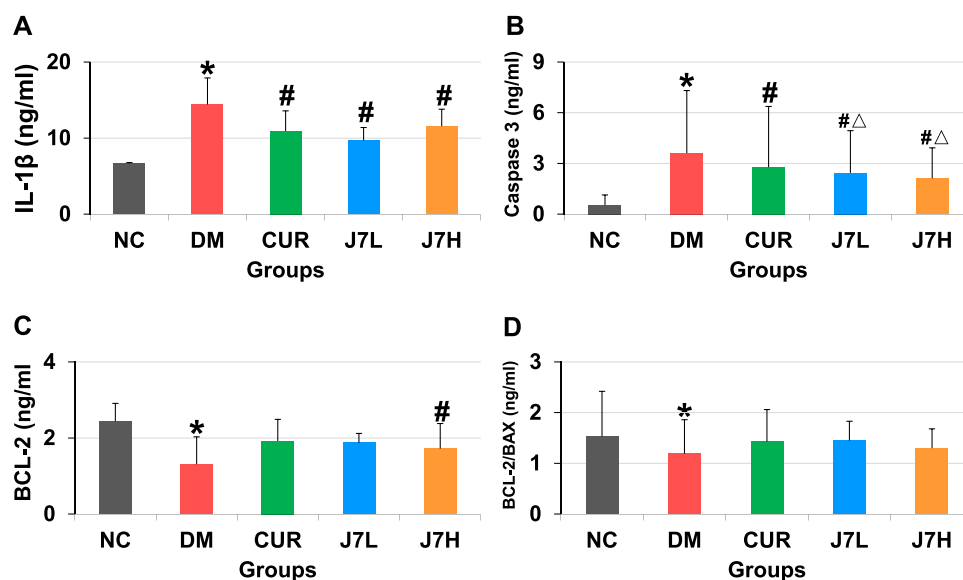 A
IL-1β (ng/ml)
20
10
0
*
#
#
#
NC DM CUR J7L J7H
Groups
B
Caspase 3 (ng/ml)
9
6
3
0
*
#
#△
#△
NC DM CUR J7L J7H
Groups
C
BCL-2 (ng/ml)
4
2
0
*
#
NC DM CUR J7L J7H
Groups
D
BCL-2/BAX (ng/ml)
3
2
1
0
*
NC DM CUR J7L J7H
Groups